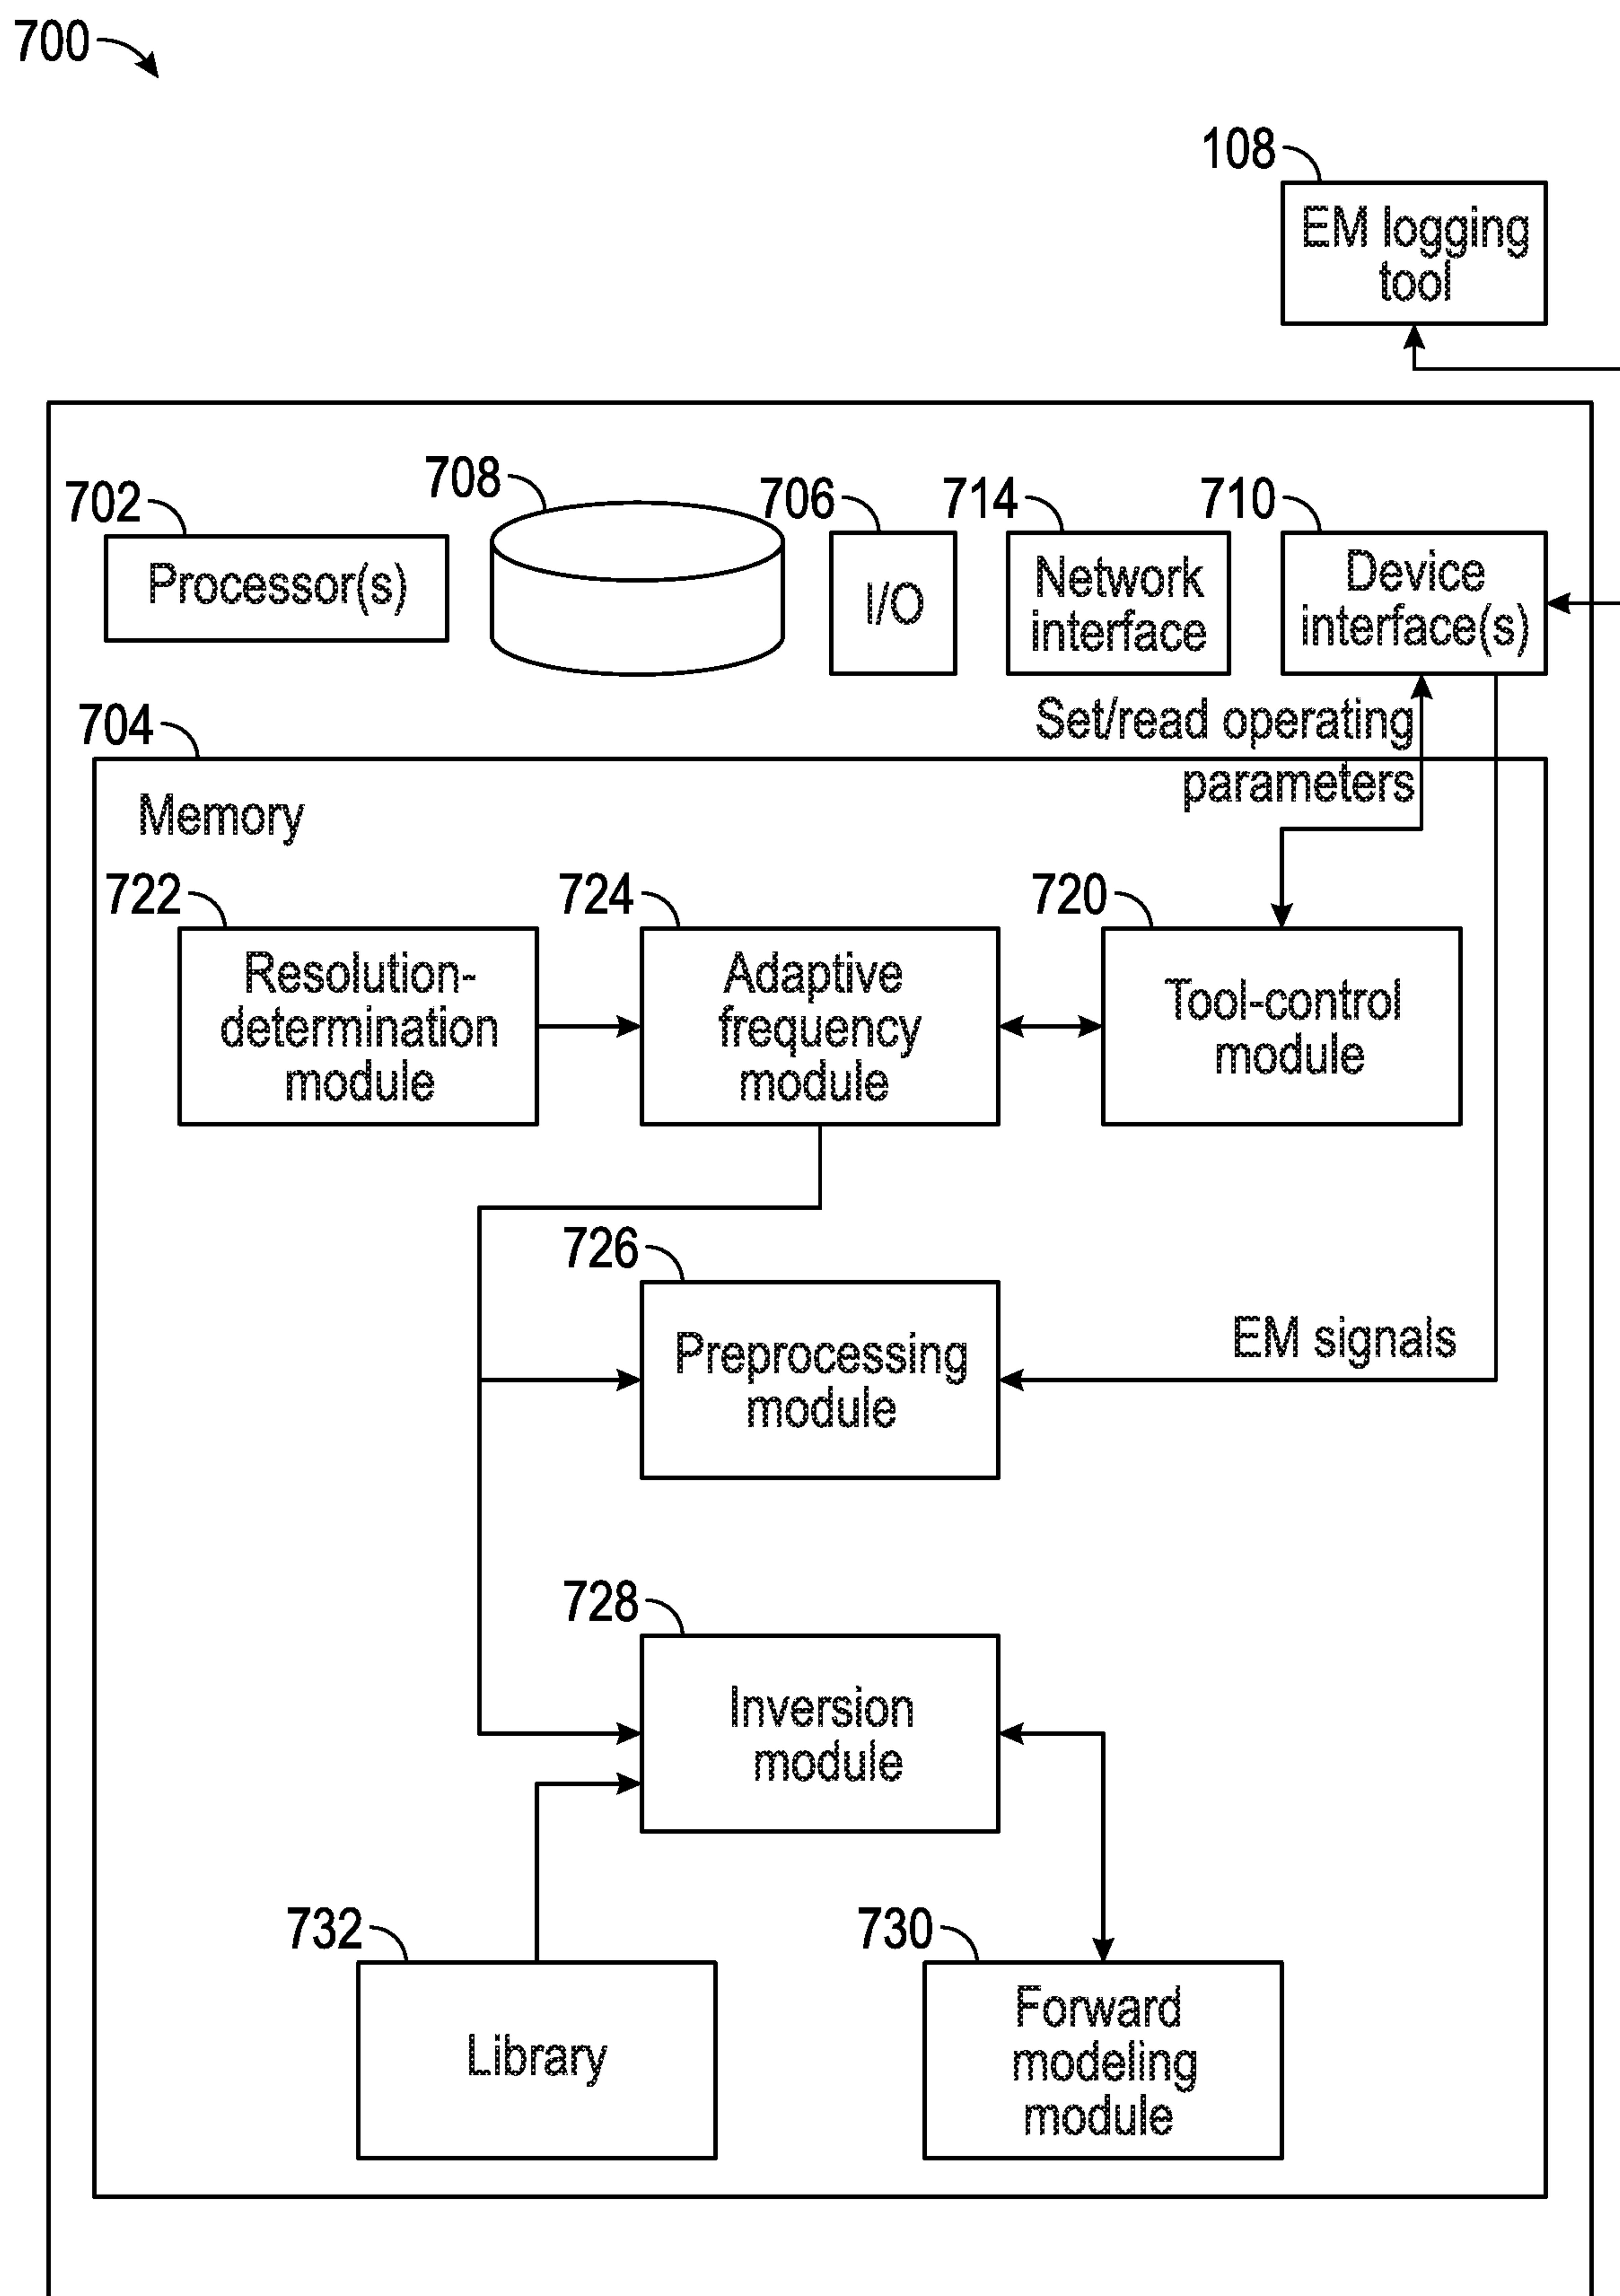 700
108
EM logging
tool
702
708
706
714
710
Processor(s)
I/O
Network
interface
Device
interface(s)
704
Set/read operating
parameters
Memory
722
724
720
Resolution-
determination
module
Adaptive
frequency
module
Tool-control
module
726
Preprocessing
module
EM signals
728
Inversion
module
732
730
Library
Forward
modeling
module